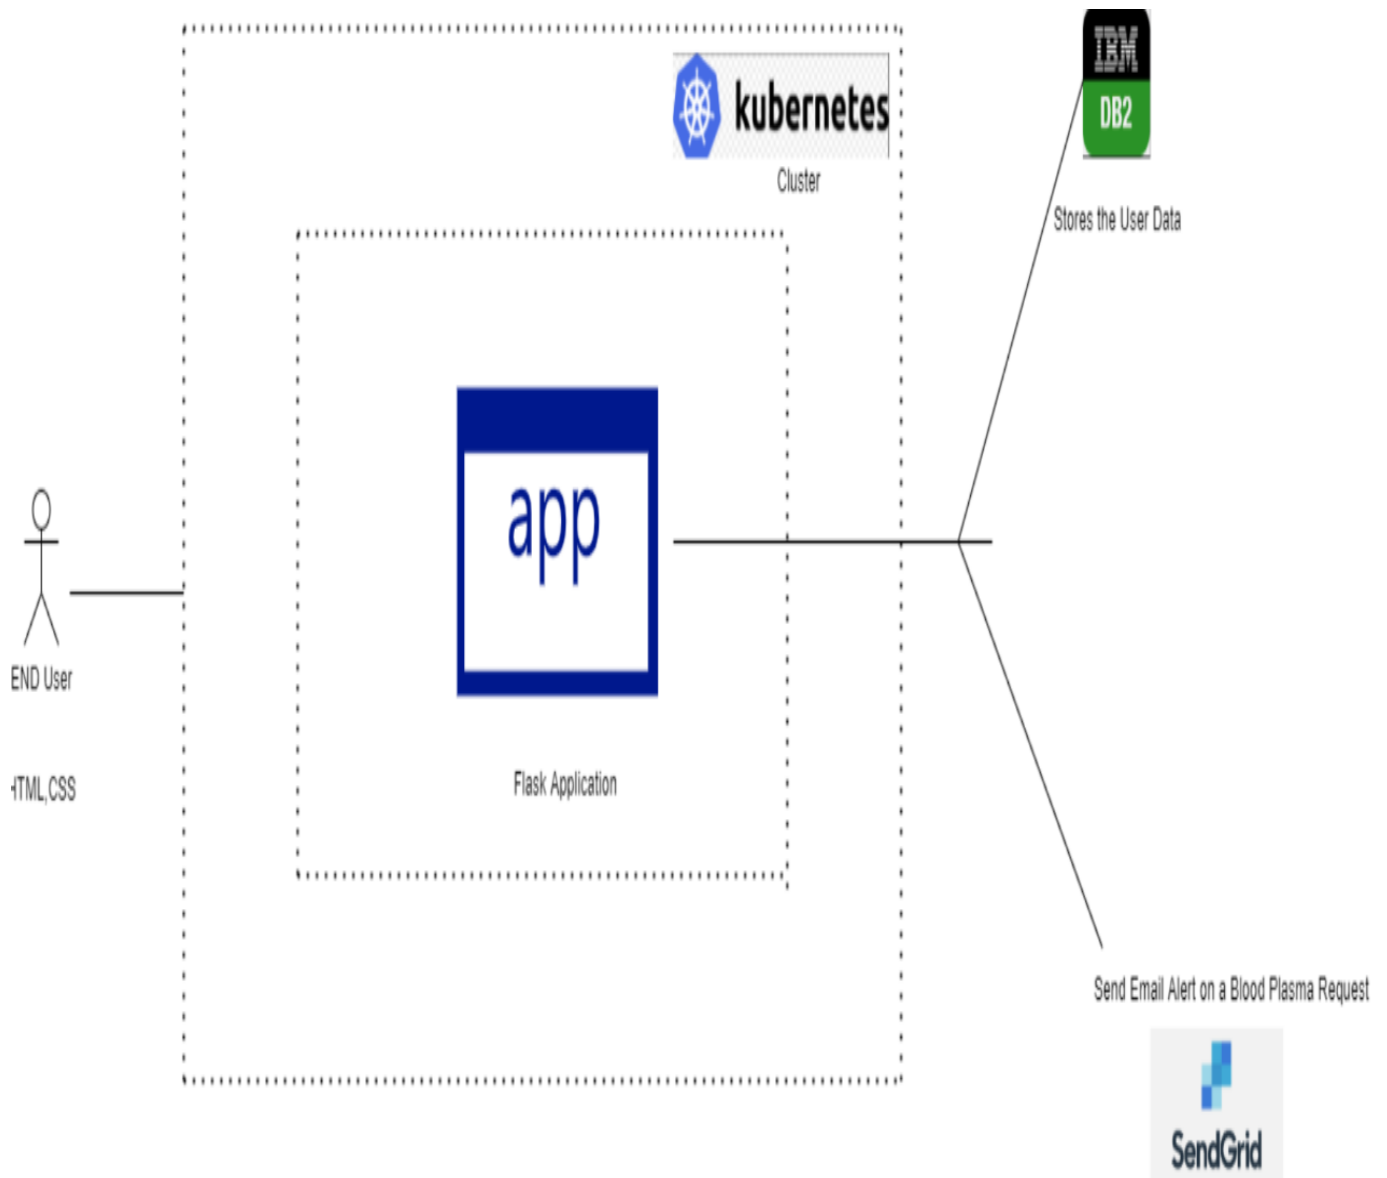 IBM
DB2
kubernetes
Cluster
Stores the User Data
app
END User
HTML,CSS
Flask Application
Send Email Alert on a Blood Plasma Request
SendGrid